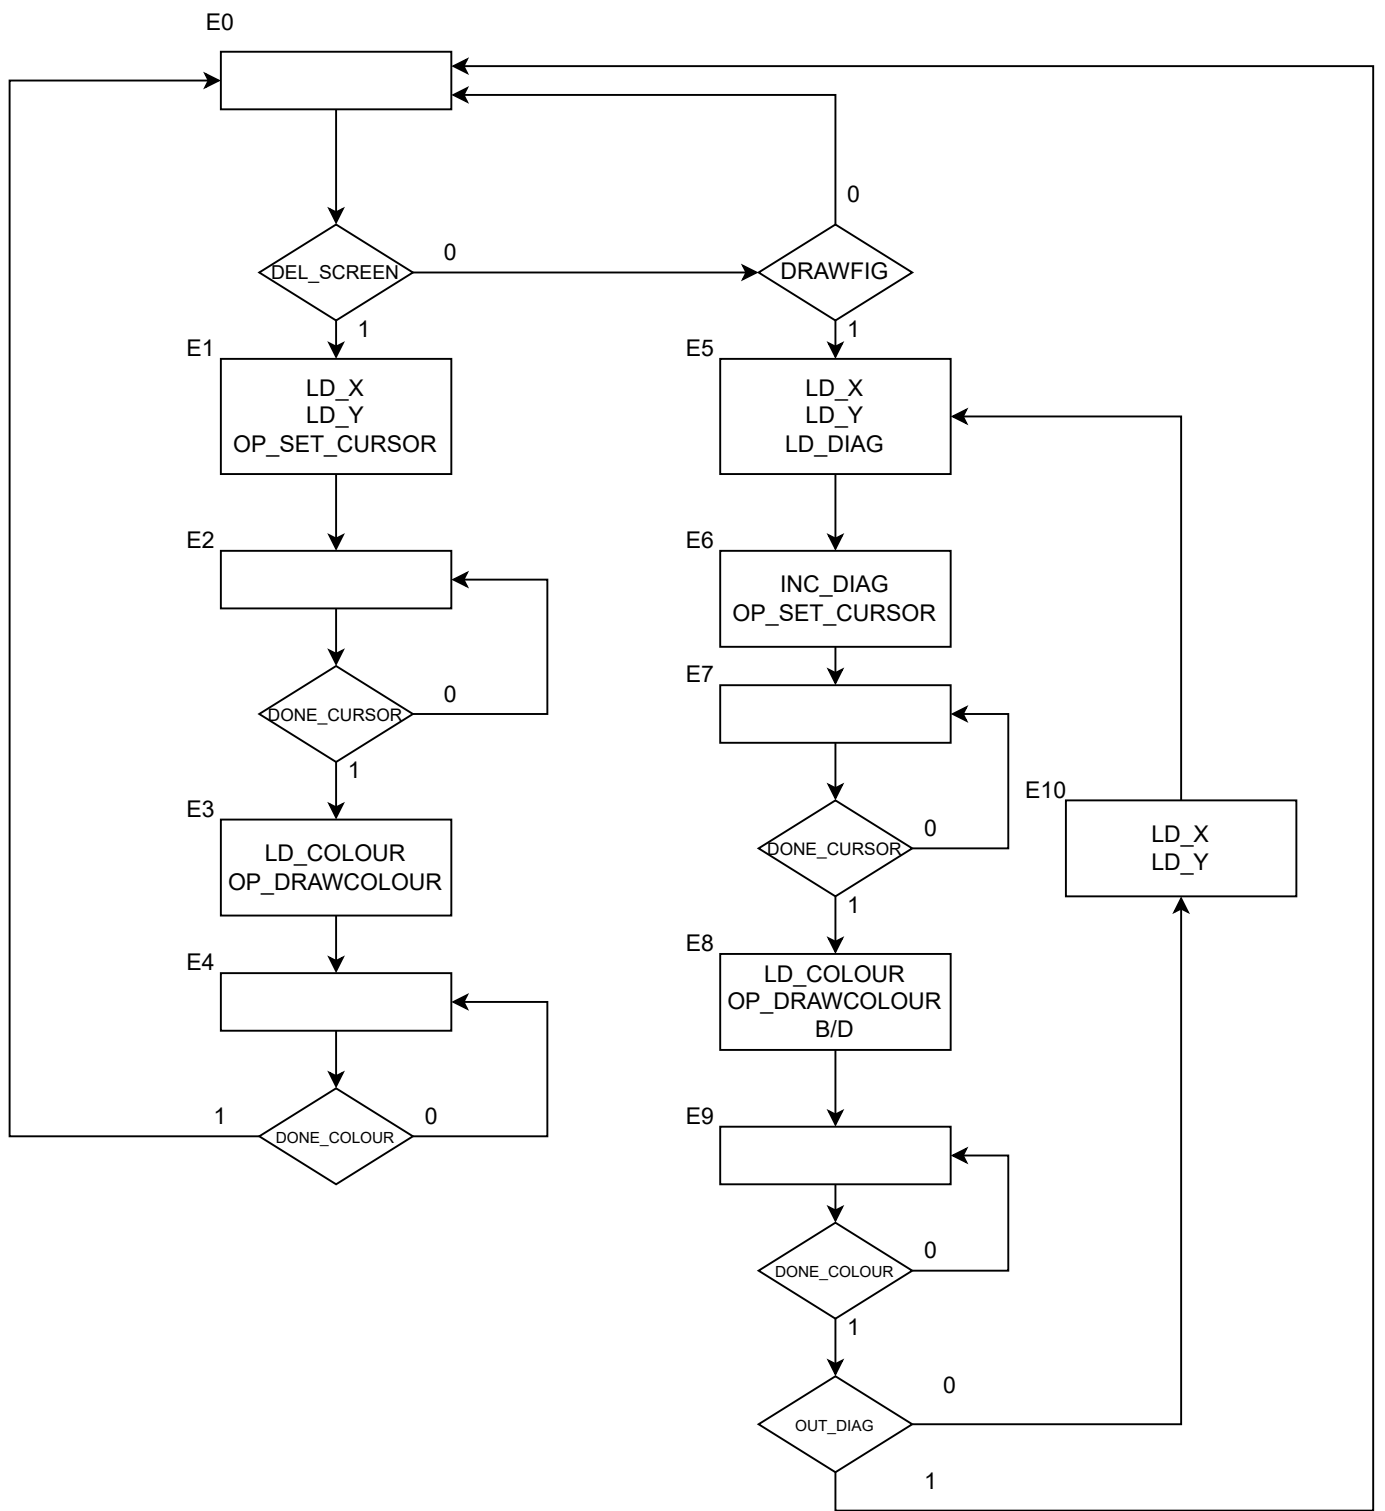 E0
DEL_SCREEN
0
1
E1
LD_X
LD_Y
OP_SET_CURSOR
E2
DONE_CURSOR
0
1
E3
LD_COLOUR
OP_DRAWCOLOUR
E4
DONE_COLOUR
1
0
DRAWFIG
0
1
E5
LD_X
LD_Y
LD_DIAG
E6
INC_DIAG
OP_SET_CURSOR
E7
DONE_CURSOR
0
1
E8
LD_COLOUR
OP_DRAWCOLOUR
B/D
E9
DONE_COLOUR
0
1
OUT_DIAG
0
1
E10
LD_X
LD_Y